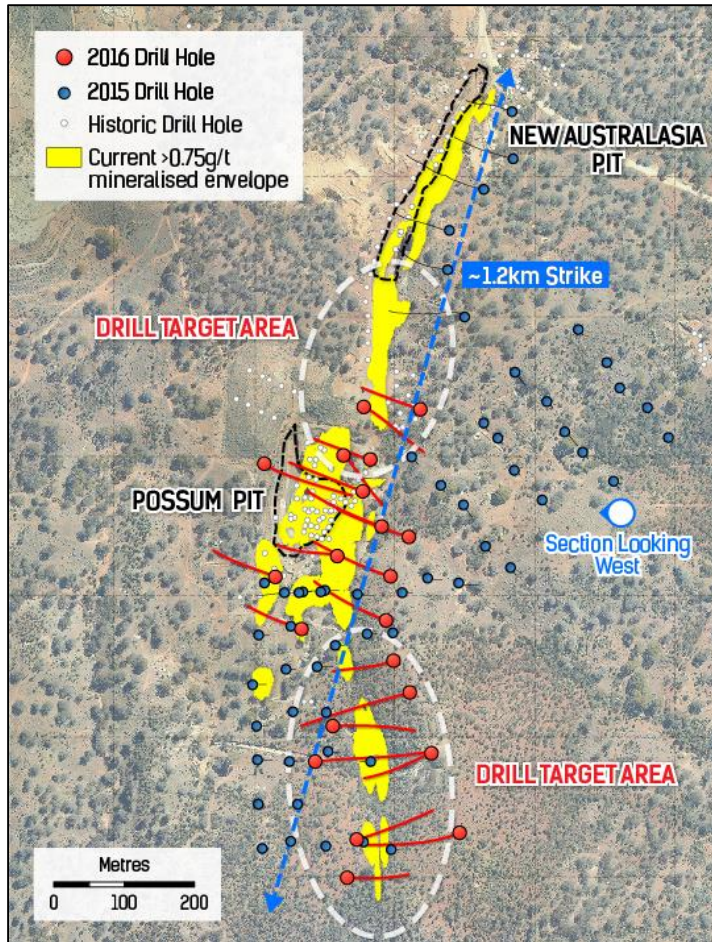 2016 Drill Hole
2015 Drill Hole
Historic Drill Hole
Current >0.75g/t
mineralised envelope
NEW AUSTRALASIA
PIT
~1.2km Strike
DRILL TARGET AREA
POSSUM PIT
Section Looking
West
DRILL TARGET AREA
Metres
0 100 200